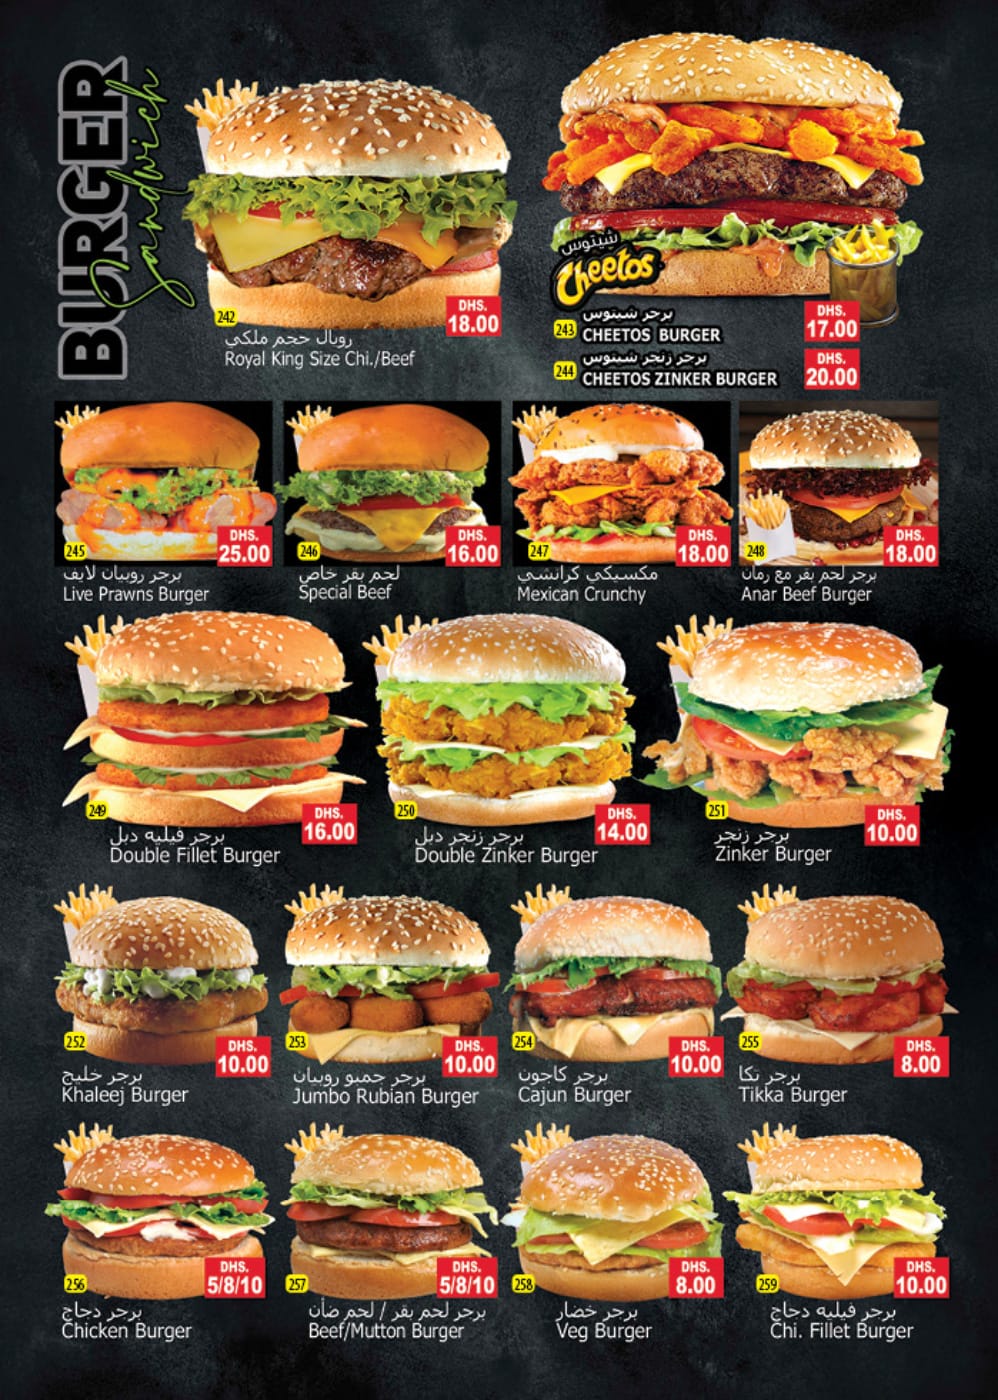 BURGER
Sandwich
242
DHS.
18.00
رويال حجم ملكي
Royal King Size Chi./Beef
شيتوس
Cheetos
243
برجر شيتوس
CHEETOS BURGER
DHS.
17.00
244
برجر زنجر شيتوس
CHEETOS ZINKER BURGER
DHS.
20.00
245
DHS.
25.00
برجر روبيان لايف
Live Prawns Burger
246
DHS.
16.00
لحم بقر خاص
Special Beef
247
DHS.
18.00
مكسيكي كرانشي
Mexican Crunchy
248
DHS.
18.00
برجر لحم بقر مع رمان
Anar Beef Burger
249
DHS.
16.00
برجر فيليه دبل
Double Fillet Burger
250
DHS.
14.00
برجر زنجر دبل
Double Zinker Burger
251
DHS.
10.00
برجر زنجر
Zinker Burger
252
DHS.
10.00
برجر خليج
Khaleej Burger
253
DHS.
10.00
برجر جمبو روبيان
Jumbo Rubian Burger
254
DHS.
10.00
برجر كاجون
Cajun Burger
255
DHS.
8.00
برجر تكا
Tikka Burger
256
DHS.
5/8/10
برجر دجاج
Chicken Burger
257
DHS.
5/8/10
برجر لحم بقر / لحم ضأن
Beef/Mutton Burger
258
DHS.
8.00
برجر خضار
Veg Burger
259
DHS.
10.00
برجر فيليه دجاج
Chi. Fillet Burger